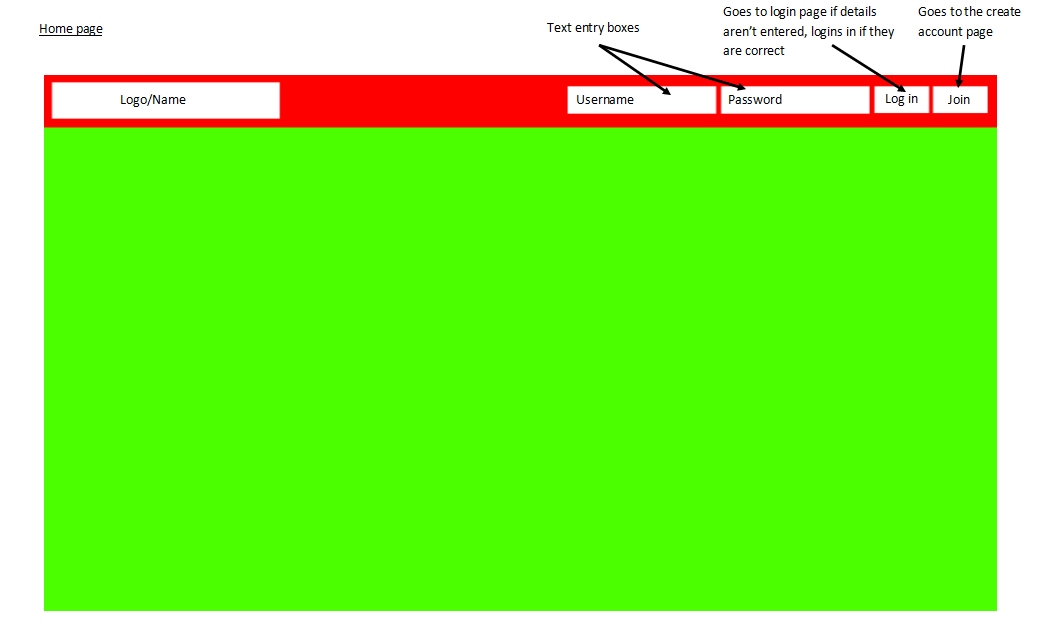 Home page
Text entry boxes
Goes to login page if details
aren't entered, logins in if they
are correct
Goes to the create
account page
Logo/Name
Username
Password
Log in
Join